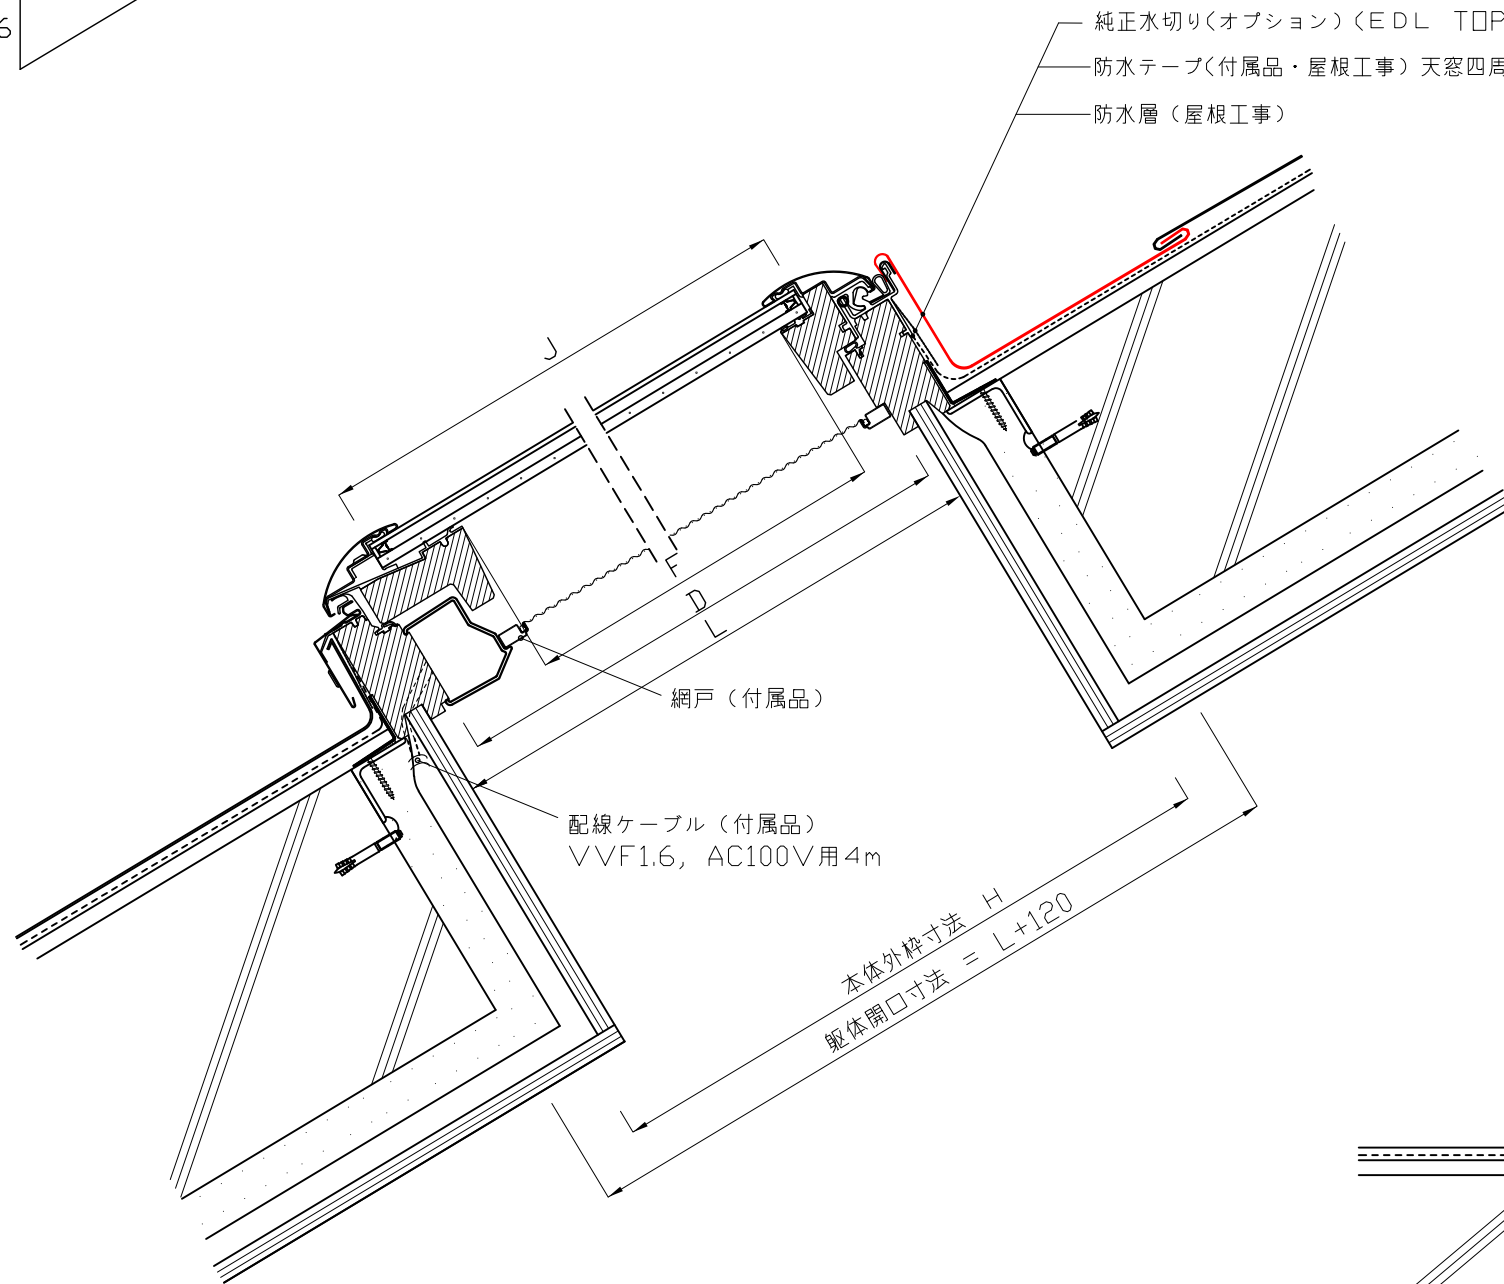 6
純正水切り(オプション)(EDL TOP
防水テープ(付属品・屋根工事)天窓四周
防水層(屋根工事)
J
F
D
L
網戸(付属品)
配線ケーブル(付属品)
VVF1.6, AC100V用4m
本体外枠寸法 H
躯体開口寸法 = L+120